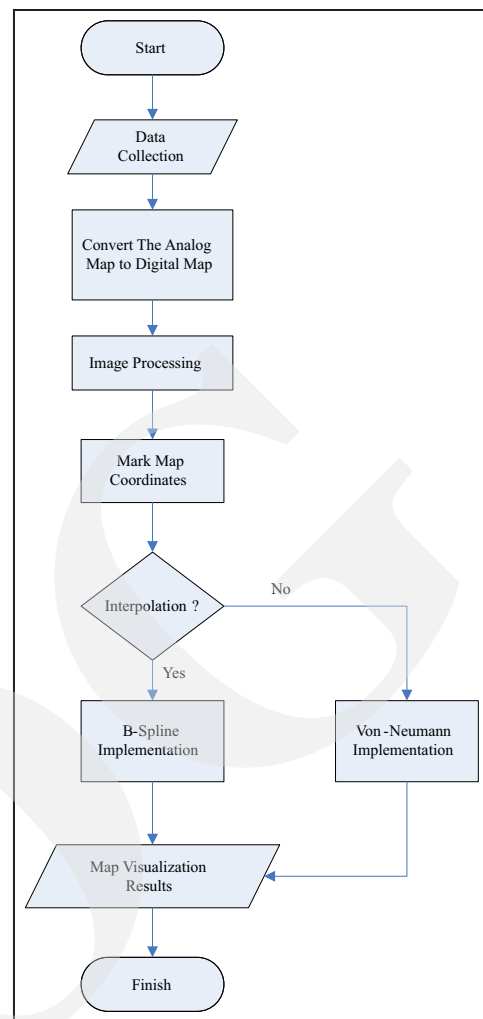 Start
Data
Collection
Convert The Analog
Map to Digital Map
Image Processing
Mark Map
Coordinates
Interpolation ?
No
Yes
B-Spline
Implementation
Von-Neumann
Implementation
Map Visualization
Results
Finish